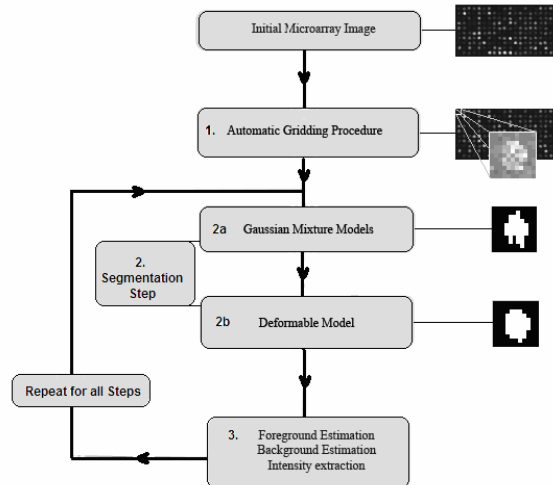 Initial Microarray Image
1. Automatic Gridding Procedure
2a Gaussian Mixture Models
2.
Segmentation
Step
2b Deformable Model
Repeat for all Steps
3. Foreground Estimation
Background Estimation
Intensity extraction